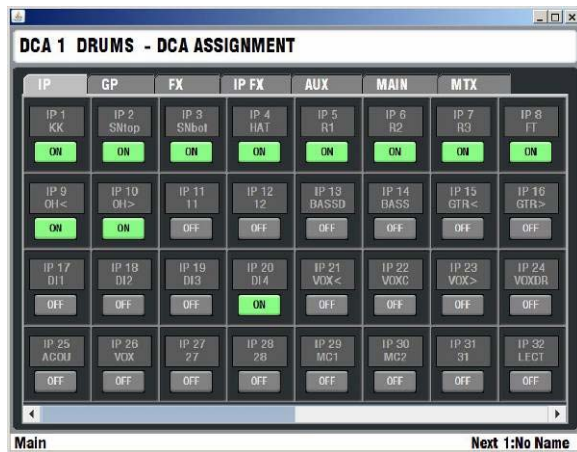 DCA 1 DRUMS - DCA ASSIGNMENT
IP GP FX IP FX AUX MAIN MTX
IP 1 IP 2 IP 3 IP 4 IP 5 IP 6 IP 7 IP 8
KK SNtop SNbot HAT R1 R2 R3 FT
ON ON ON ON ON ON ON ON
IP 9 IP 10 IP 11 IP 12 IP 13 IP 14 IP 15 IP 16
OH< OH> 11 12 BASSD BASS GTR< GTR>
ON ON OFF OFF OFF OFF OFF OFF
IP 17 IP 18 IP 19 IP 20 IP 21 IP 22 IP 23 IP 24
DI1 DI2 DI3 DI4 VOX< VOXC VOX> VOXDR
OFF OFF OFF ON OFF OFF OFF OFF
IP 25 IP 26 IP 27 IP 28 IP 29 IP 30 IP 31 IP 32
ACOU VOX 27 28 MC1 MC2 31 LECT
OFF OFF OFF OFF OFF OFF OFF OFF
Main Next 1:No Name